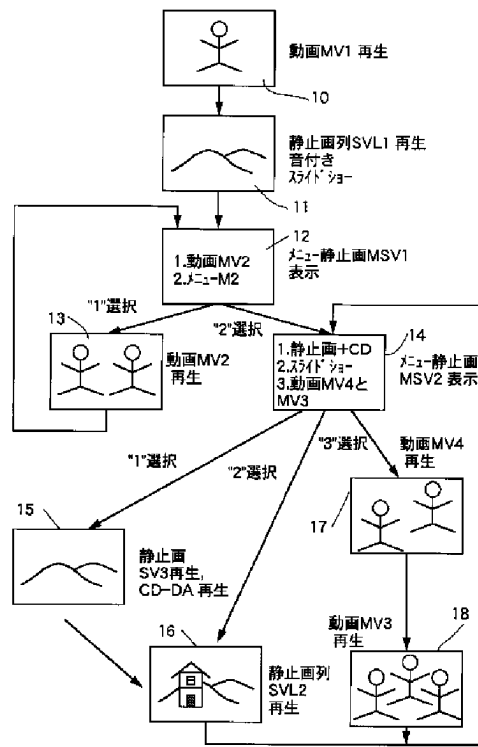 動画MV1 再生
10
静止画列SVL1 再生
音付き
ｽﾗｲﾄﾞショー
11
12
1.動画MV2
2.メニューM2
ﾒﾆｭｰ静止画MSV1
表示
"1"選択
"2"選択
13
動画MV2
再生
14
1.静止画+CD
2.ｽﾗｲﾄﾞショー
3.動画MV4と
MV3
ﾒﾆｭｰ静止画
MSV2 表示
"1"選択
"2"選択
"3"選択
動画MV4
再生
15
静止画
SV3再生,
CD-DA 再生
17
動画MV3
再生
18
16
静止画列
SVL2
再生